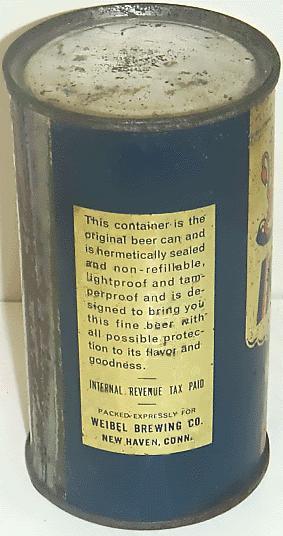 This container is the
original beer can and
is hermetically sealed
and non-refillable,
lightproof and tam-
perproof and is de-
signed to bring you
this fine beer with
all possible protec-
tion to its flavor and
goodness.
INTERNAL REVENUE TAX PAID
PACKED EXPRESSLY FOR
WEIBEL BREWING CO.
NEW HAVEN, CONN.